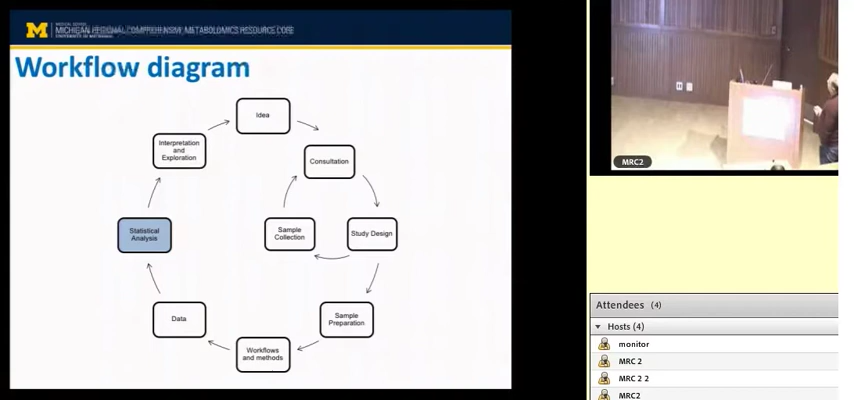 M
MICHIGAN REGIONAL COMPREHENSIVE METABOLOMICS RESOURCE CORE
Workflow diagram
Idea
Interpretation
and
Exploration
Consultation
Statistical
Analysis
Sample
Collection
Study Design
Data
Sample
Preparation
Workflows
and methods
MRC2
Attendees (4)
Hosts (4)
monitor
MRC 2
MRC 2 2
MRC2